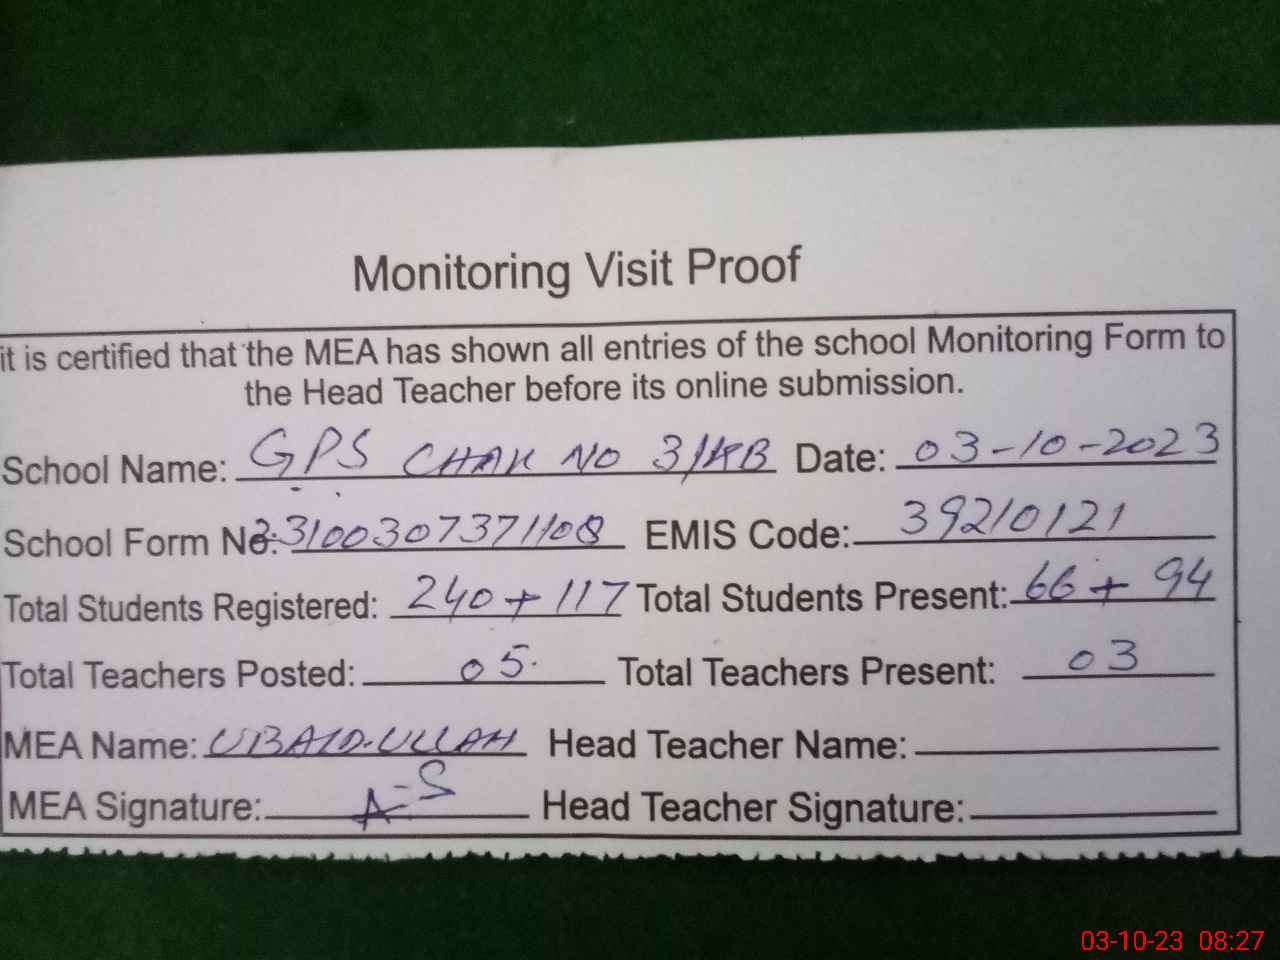 Monitoring Visit Proof
it is certified that the MEA has shown all entries of the school Monitoring Form to
the Head Teacher before its online submission.
School Name: GPS CHAK NO 3/KB Date: 03-10-2023
School Form No: 23100307371108 EMIS Code: 39210121
Total Students Registered: 240 + 117 Total Students Present: 66 + 94
Total Teachers Posted: 05 Total Teachers Present: 03
MEA Name: UBAID-ULLAH Head Teacher Name:
MEA Signature: Head Teacher Signature:
03-10-23 08:27